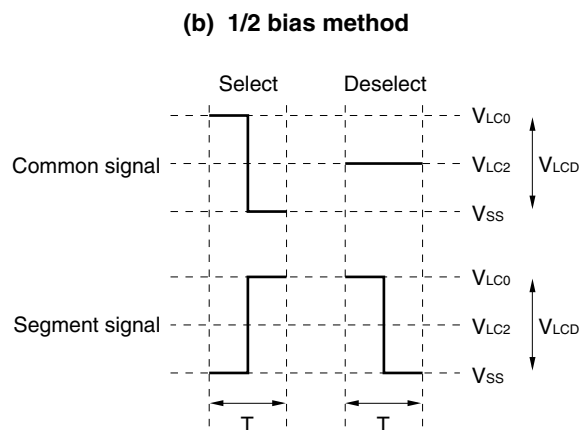 (b) 1/2 bias method
Select Deselect
VLC0
Common signal VLC2 VLCD
VSS
VLC0
Segment signal VLC2 VLCD
VSS
T T